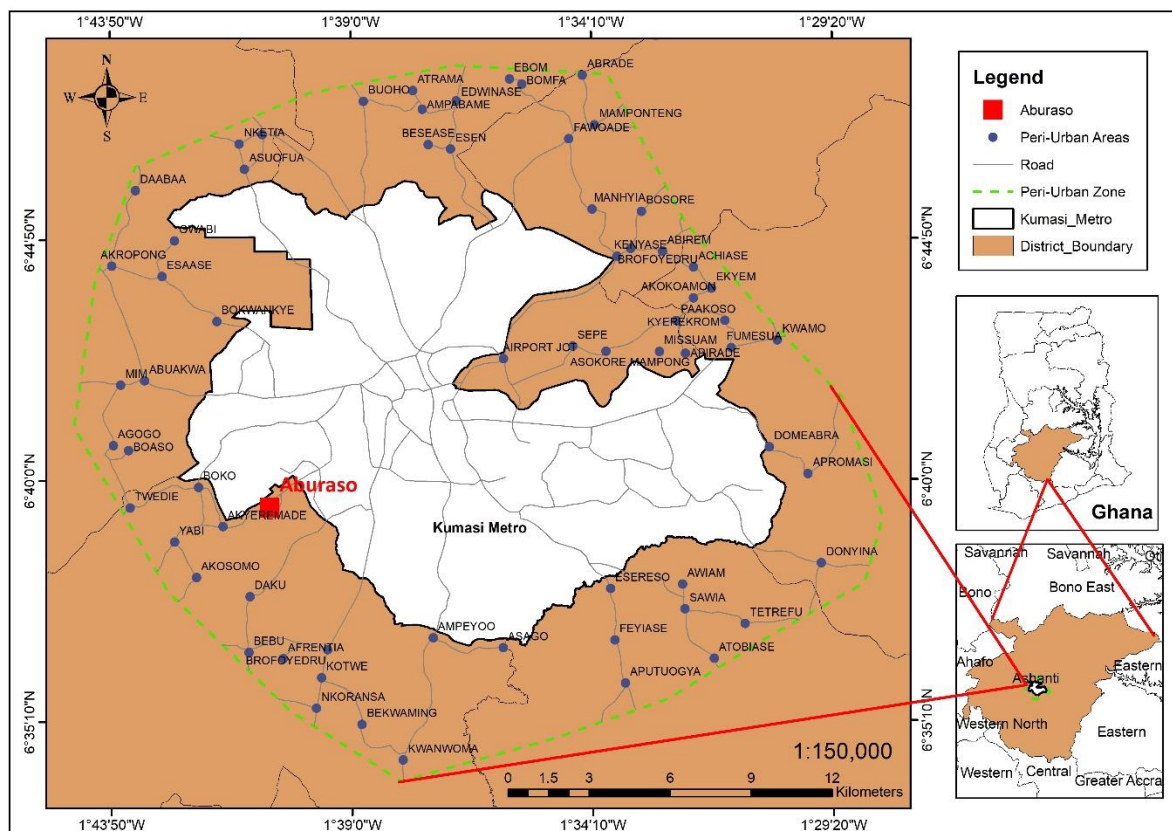 1°43'50"W 1°39'0"W 1°34'10"W 1°29'20"W
N
W E
S
EBOM
ABRADE
BOMFA
ATRAMA
BUOHO
EDWINASE
AMPABAME
MAMPONTENG
FAWOADE
NKETIA
BESEASE
ESEN
ASUOFUA
DAABAA
MANHYIA
BOSORE
OWABI
KENYASE
ABIREM
BROFOYEDRU
ACHIASE
AKROPONG
ESAASE
EKYEM
AKOKOAMON
BOKWANKYE
PAAKOSO
KYEREKROM
KWAMO
SEPE
MISSUAM
FUMESUA
AIRPORT JCT
ASOKORE MAMPONG
ABIRADE
MIM
ABUAKWA
AGOGO
BOASO
DOMEABRA
APROMASI
BOKO
Aburaso
TWEDIE
AKYEREMADE
YABI
Kumasi Metro
DONYINA
AKOSOMO
DAKU
ESERESO
AWIAM
SAWIA
TETREFU
AMPEYOO
ASAGO
FEYIASE
ATOBIASE
BEBU
AFRENTIA
BROFOYEDRU
KOTWE
APUTUOGYA
NKORANSA
BEKWAMING
KWANWOMA
1:150,000
0 1.5 3 6 9 12
Kilometers
6°44'50"N
6°40'0"N
6°35'10"N
6°44'50"N
6°40'0"N
6°35'10"N
1°43'50"W 1°39'0"W 1°34'10"W 1°29'20"W
Legend
Aburaso
Peri-Urban Areas
Road
Peri-Urban Zone
Kumasi_Metro
District_Boundary
Ghana
Savannah Savannah
Bono
Bono East
Ahafo
Eastern
Ashanti
Western North
Eastern
Western
Central
Greater Accra